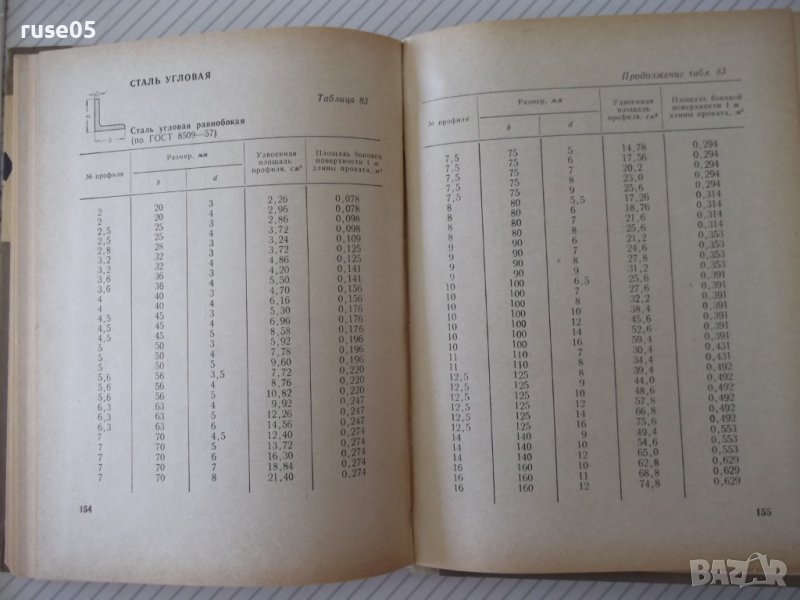 СТАЛЬ УГЛОВАЯ
Таблица 83
Сталь угловая равнобокая
(по ГОСТ 8509—57)
№ профиля Размер, мм Удвоенная площадь профиля, см² Площадь боковой поверхности 1 м длины проката, м²
b d
2 20 3 2,26 0,078
2 20 4 2,96 0,078
2,5 25 3 2,86 0,098
2,5 25 4 3,72 0,098
2,8 28 3 3,24 0,109
3,2 32 3 3,72 0,125
3,2 32 4 4,86 0,125
3,6 36 3 4,20 0,141
3,6 36 4 5,50 0,141
4 40 3 4,70 0,156
4 40 4 6,16 0,156
4,5 45 3 5,30 0,176
4,5 45 4 6,96 0,176
4,5 45 5 8,58 0,176
5 50 3 5,92 0,196
5 50 4 7,78 0,196
5 50 5 9,60 0,196
5,6 56 3,5 7,72 0,220
5,6 56 4 8,76 0,220
5,6 56 5 10,82 0,220
6,3 63 4 9,92 0,247
6,3 63 5 12,26 0,247
6,3 63 6 14,56 0,247
7 70 4,5 12,40 0,274
7 70 5 13,72 0,274
7 70 6 16,30 0,274
7 70 7 18,84 0,274
7 70 8 21,40 0,274
154
Продолжение табл. 83
№ профиля Размер, мм Удвоенная площадь профиля, см² Площадь боковой поверхности 1 м длины проката, м²
b d
7,5 75 5 14,78 0,294
7,5 75 6 17,56 0,294
7,5 75 7 20,2 0,294
7,5 75 8 23,0 0,294
7,5 75 9 25,6 0,294
8 80 5,5 17,26 0,314
8 80 6 18,76 0,314
8 80 7 21,6 0,314
8 80 8 25,6 0,314
9 90 6 21,2 0,353
9 90 7 24,6 0,353
9 90 8 27,8 0,353
9 90 9 31,2 0,353
10 100 6,5 25,6 0,391
10 100 7 27,6 0,391
10 100 8 32,2 0,391
10 100 10 38,4 0,391
10 100 12 45,6 0,391
10 100 14 52,6 0,391
10 100 16 59,4 0,391
11 110 7 30,4 0,431
11 110 8 34,4 0,431
12,5 125 8 39,4 0,492
12,5 125 9 44,0 0,492
12,5 125 10 48,6 0,492
12,5 125 12 57,8 0,492
12,5 125 14 66,8 0,492
12,5 125 16 75,6 0,492
14 140 9 49,4 0,553
14 140 10 54,6 0,553
14 140 12 65,0 0,553
16 160 10 62,8 0,629
16 160 11 68,8 0,629
16 160 12 74,8 0,629
155
ruse05
BAZAR